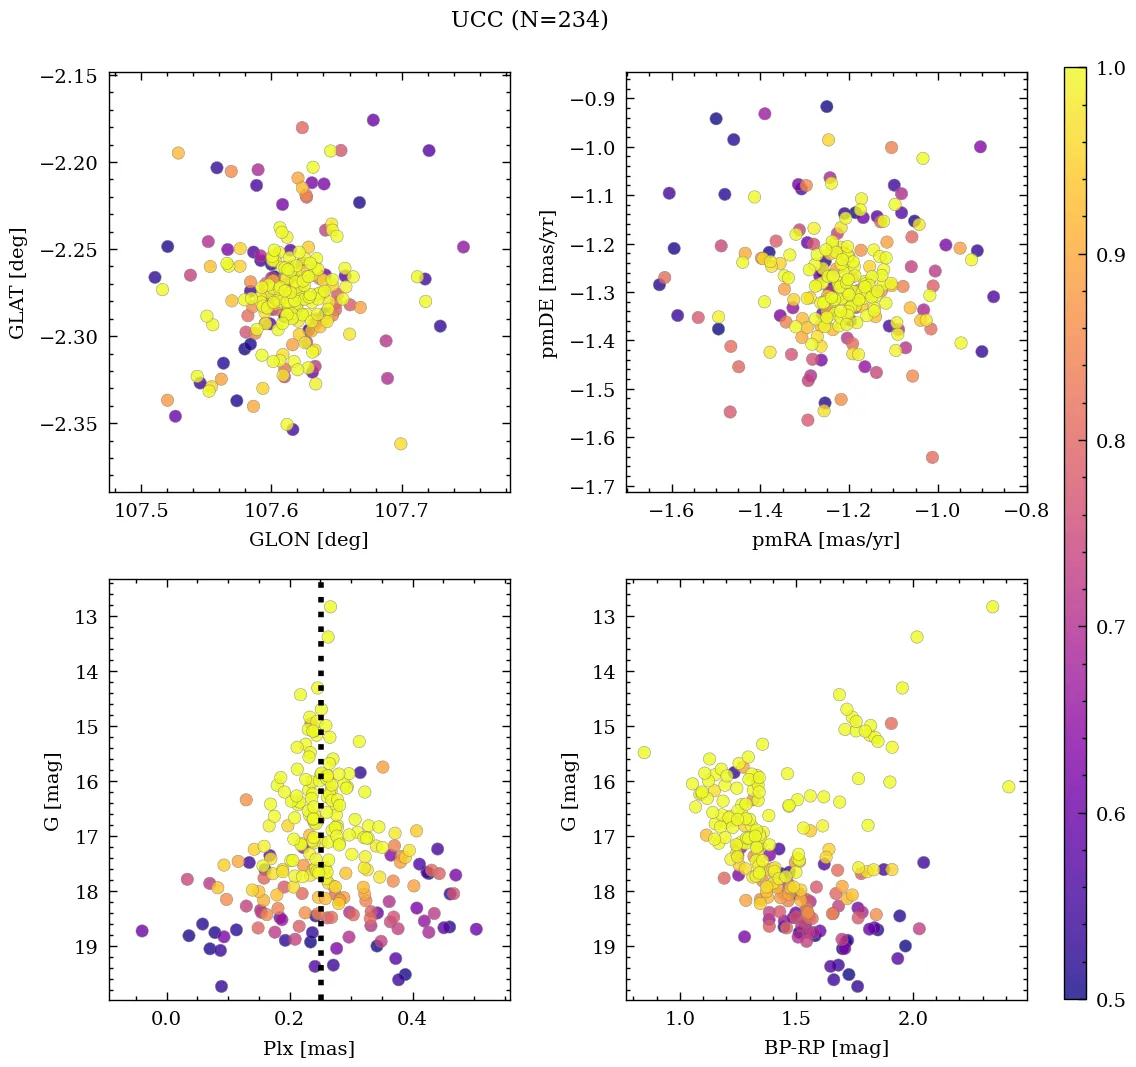 UCC (N=234)
−2.15
−2.20
−2.25
−2.30
−2.35
GLAT [deg]
107.5 107.6 107.7
GLON [deg]
−0.9
−1.0
−1.1
−1.2
−1.3
−1.4
−1.5
−1.6
−1.7
pmDE [mas/yr]
−1.6 −1.4 −1.2 −1.0 −0.8
pmRA [mas/yr]
13
14
15
16
17
18
19
G [mag]
0.0 0.2 0.4
Plx [mas]
13
14
15
16
17
18
19
G [mag]
1.0 1.5 2.0
BP-RP [mag]
1.0
0.9
0.8
0.7
0.6
0.5